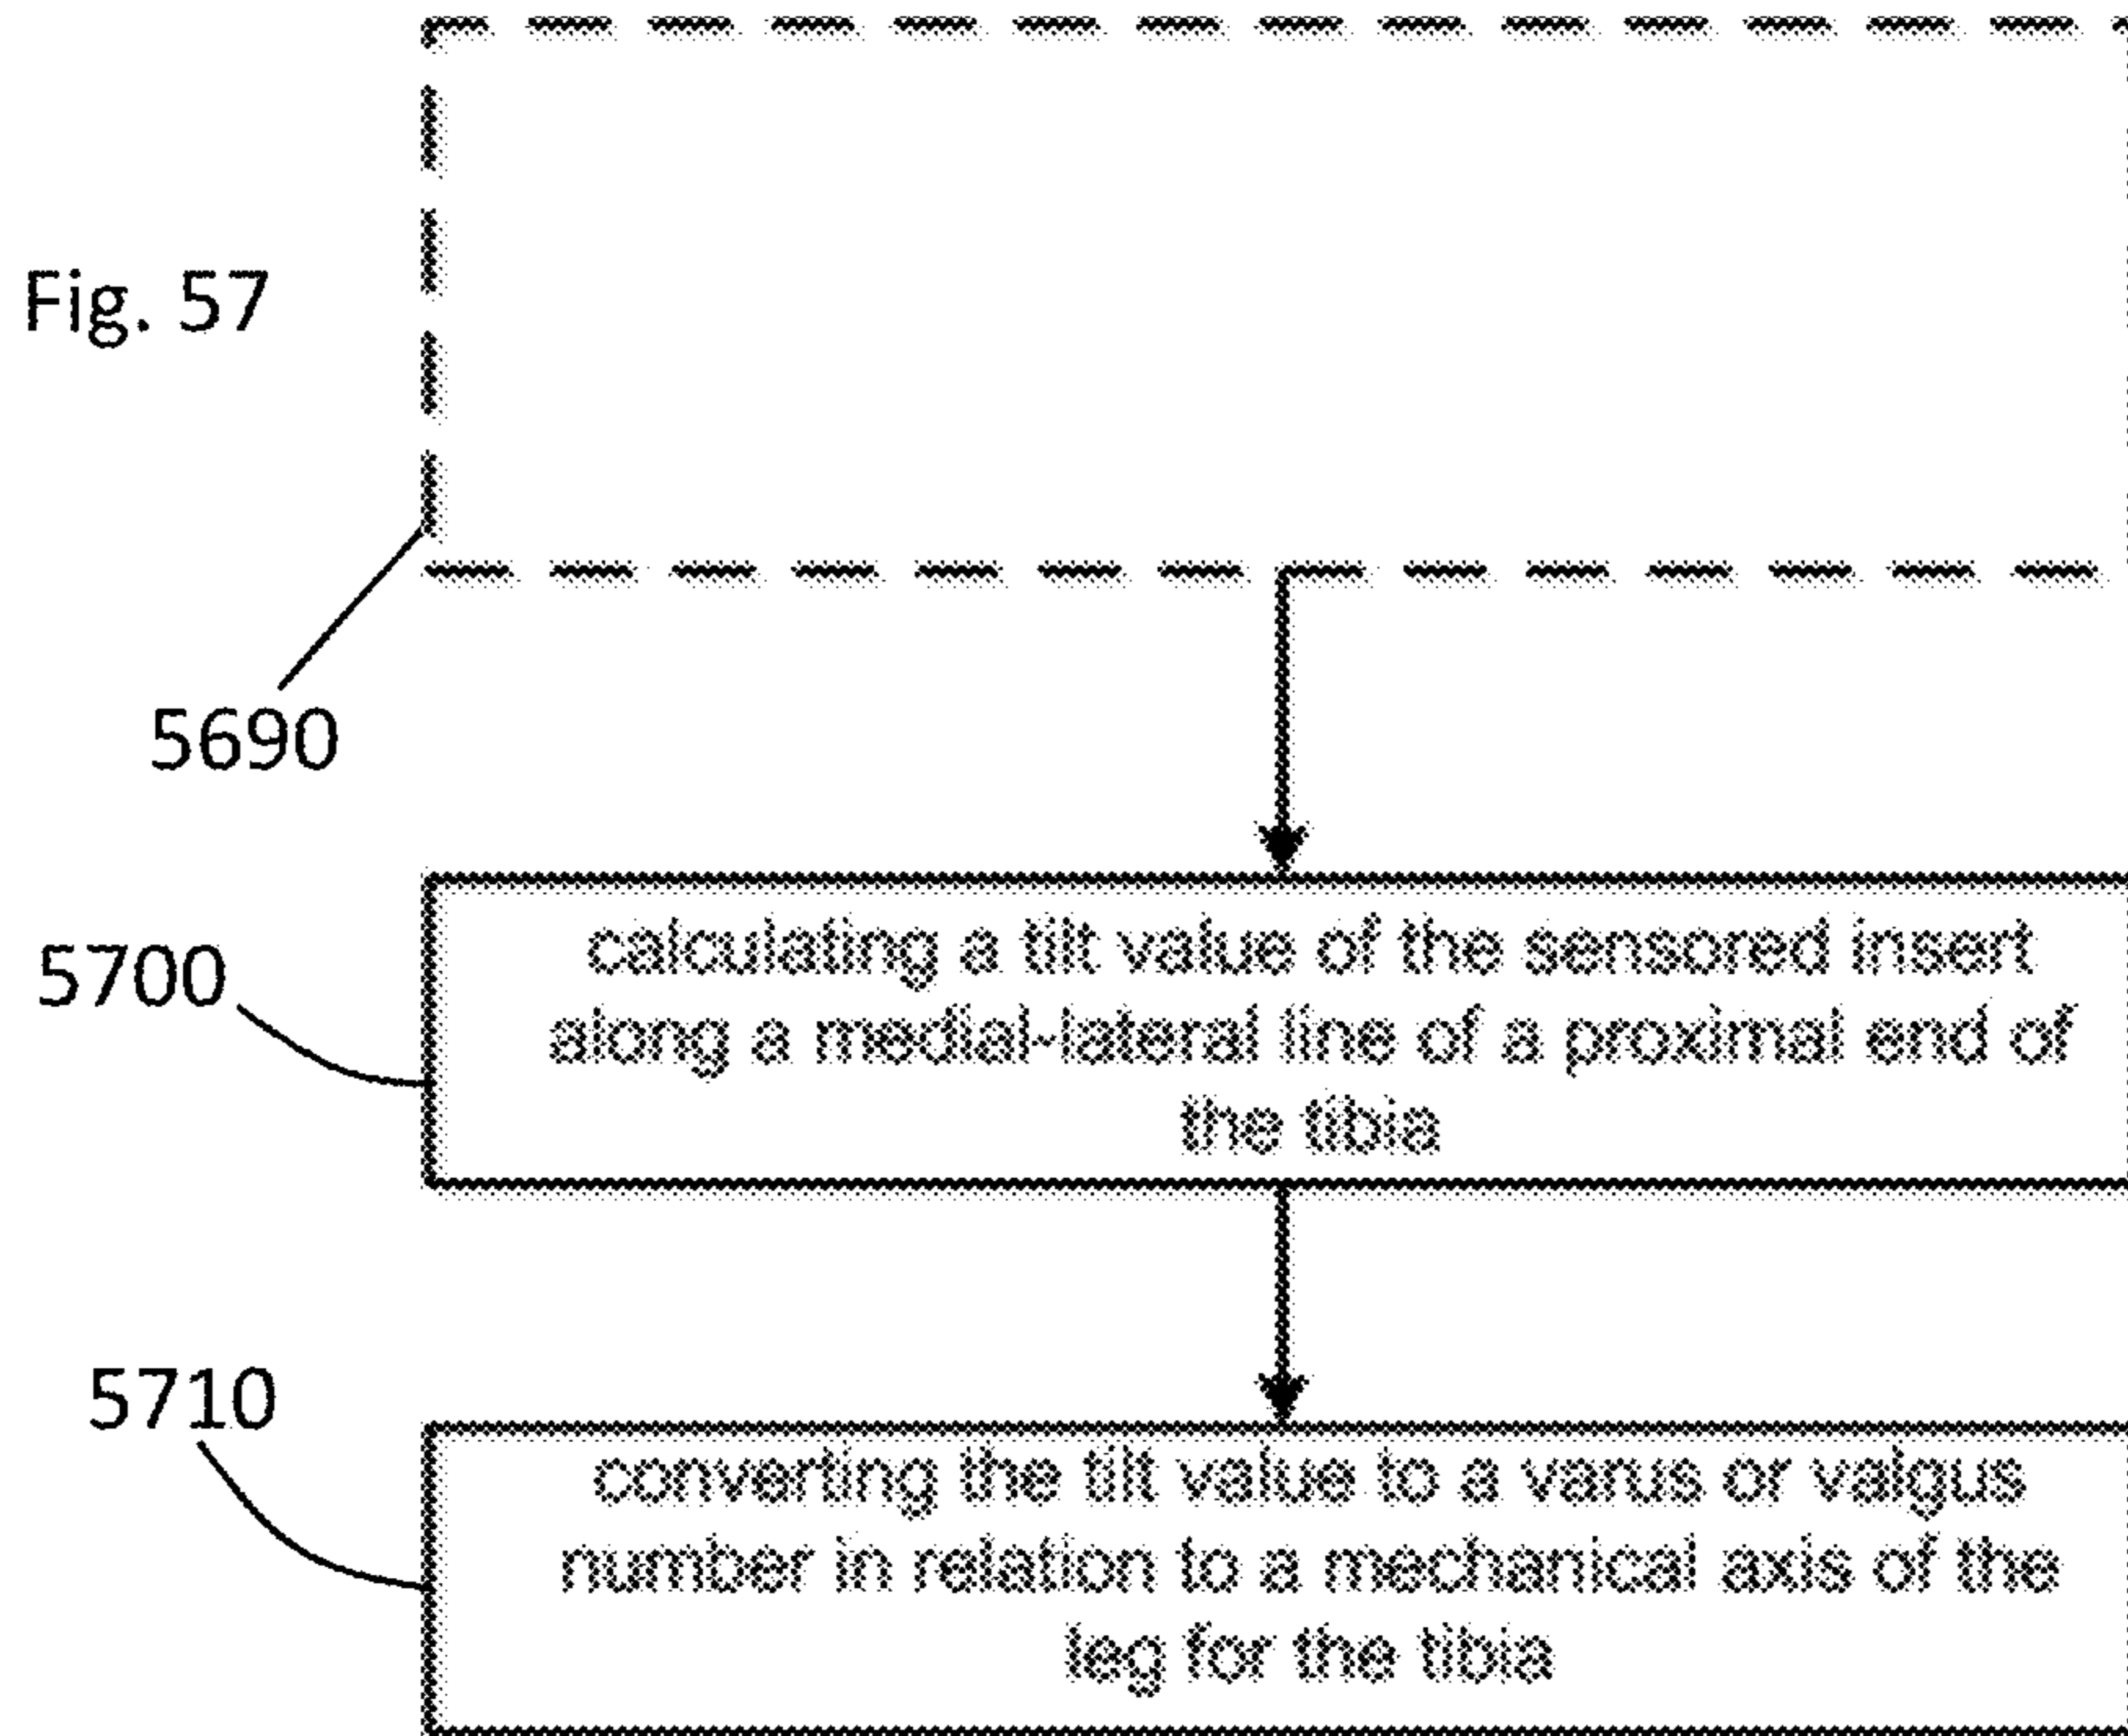 Fig. 57
5690
5700
calculating a tilt value of the sensored insert
along a medial-lateral line of a proximal end of
the tibia
5710
converting the tilt value to a varus or valgus
number in relation to a mechanical axis of the
leg for the tibia